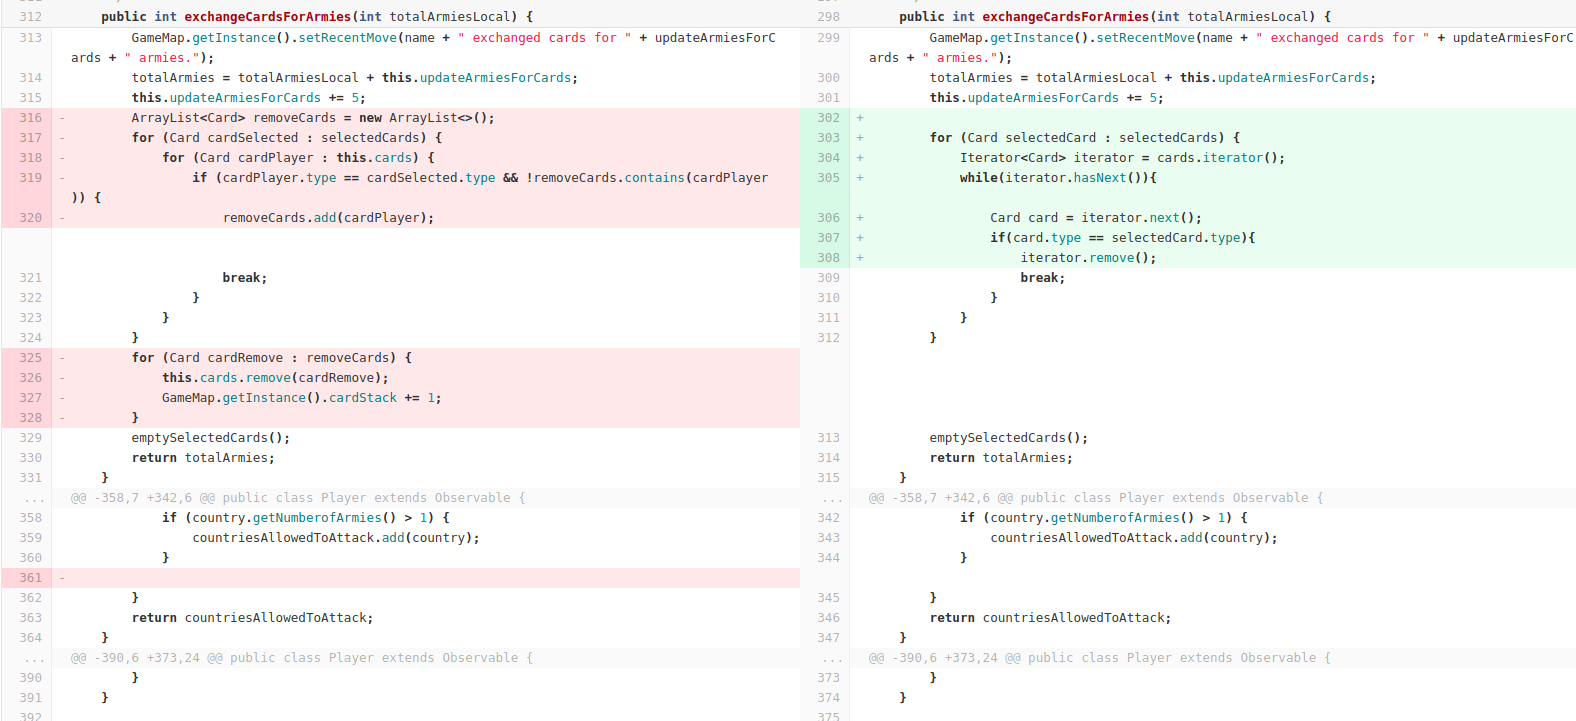 312 public int exchangeCardsForArmies(int totalArmiesLocal) {
313 GameMap.getInstance().setRecentMove(name + " exchanged cards for " + updateArmiesForC
ards + " armies.");
314 totalArmies = totalArmiesLocal + this.updateArmiesForCards;
315 this.updateArmiesForCards += 5;
316 - ArrayList<Card> removeCards = new ArrayList<>();
317 - for (Card cardSelected : selectedCards) {
318 - for (Card cardPlayer : this.cards) {
319 - if (cardPlayer.type == cardSelected.type && !removeCards.contains(cardPlayer
)) {
320 - removeCards.add(cardPlayer);
321 break;
322 }
323 }
324 }
325 - for (Card cardRemove : removeCards) {
326 - this.cards.remove(cardRemove);
327 - GameMap.getInstance().cardStack += 1;
328 - }
329 emptySelectedCards();
330 return totalArmies;
331 }
... @@ -358,7 +342,6 @@ public class Player extends Observable {
358 if (country.getNumberofArmies() > 1) {
359 countriesAllowedToAttack.add(country);
360 }
361 -
362 }
363 return countriesAllowedToAttack;
364 }
... @@ -390,6 +373,24 @@ public class Player extends Observable {
390 }
391 }
392
298 public int exchangeCardsForArmies(int totalArmiesLocal) {
299 GameMap.getInstance().setRecentMove(name + " exchanged cards for " + updateArmiesForC
ards + " armies.");
300 totalArmies = totalArmiesLocal + this.updateArmiesForCards;
301 this.updateArmiesForCards += 5;
302 +
303 + for (Card selectedCard : selectedCards) {
304 + Iterator<Card> iterator = cards.iterator();
305 + while(iterator.hasNext()){
306 + Card card = iterator.next();
307 + if(card.type == selectedCard.type){
308 + iterator.remove();
309 break;
310 }
311 }
312 }
313 emptySelectedCards();
314 return totalArmies;
315 }
... @@ -358,7 +342,6 @@ public class Player extends Observable {
342 if (country.getNumberofArmies() > 1) {
343 countriesAllowedToAttack.add(country);
344 }
345 }
346 return countriesAllowedToAttack;
347 }
... @@ -390,6 +373,24 @@ public class Player extends Observable {
373 }
374 }
375